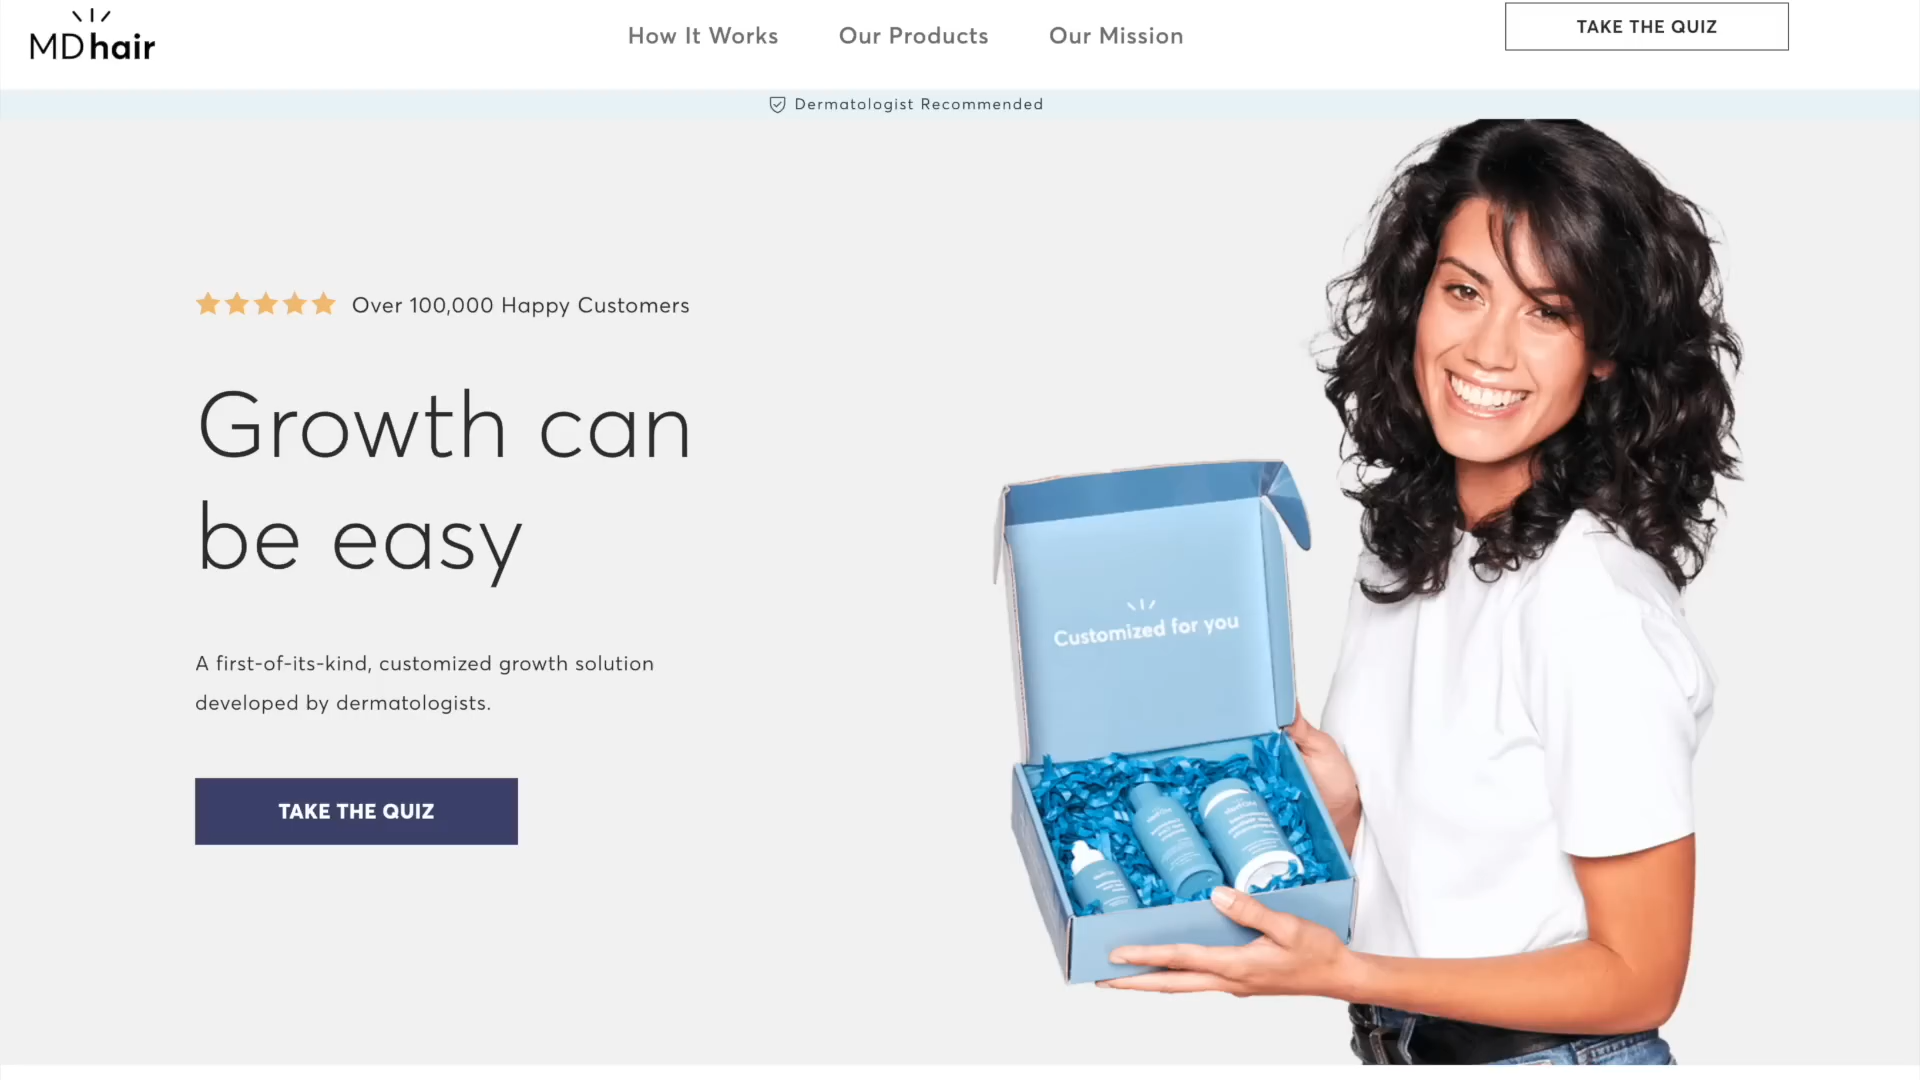 MDhair
How It Works
Our Products
Our Mission
TAKE THE QUIZ
Dermatologist Recommended
Over 100,000 Happy Customers
Growth can
be easy
A first-of-its-kind, customized growth solution
developed by dermatologists.
TAKE THE QUIZ
Customized for you